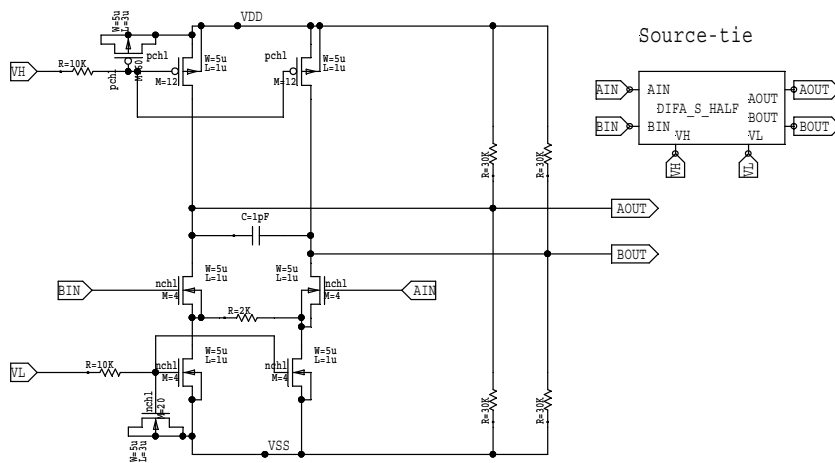 W=5u
L=3u
VDD
Source-tie
pch1
W=5u
L=1u
pch1
W=5u
L=1u
VH
R=10K
pch1
M=60
M=12
M=12
AIN
AIN
AOUT
AOUT
DIFA_S_HALF
BOUT
BIN
BIN
BOUT
VH
VL
VH
VL
R=30K
R=30K
AOUT
C=1pF
BOUT
W=5u
L=1u
W=5u
L=1u
nch1
nch1
BIN
M=4
M=4
AIN
R=2K
W=5u
L=1u
W=5u
L=1u
VL
R=10K
nch1
M=4
nch1
M=4
nch1
M=20
R=30K
R=30K
W=5u
L=3u
VSS